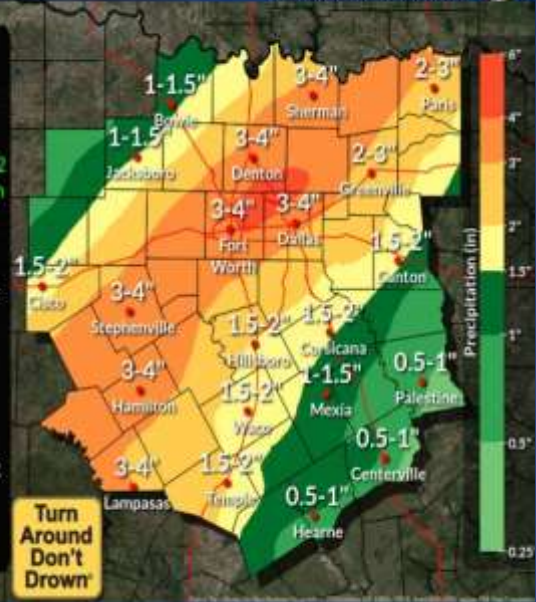 1-1.5"
Bowie
3-4"
Sherman
2-3"
Paris
1-1.5"
Jacksboro
3-4"
Denton
2-3"
Greenville
3-4"
Fort
Worth
3-4"
Dallas
1.5-2"
Canton
1.5-2"
Cisco
3-4"
Stephenville
1.5-2"
Hillsboro
1.5-2"
Corsicana
3-4"
Hamilton
1.5-2"
Waco
1-1.5"
Mexia
0.5-1"
Palestine
3-4"
Lampasas
1.5-2"
Temple
0.5-1"
Centerville
0.5-1"
Hearne
Precipitation (in)
6"
4"
3"
2"
1.5"
1"
0.5"
0.25"
Turn
Around
Don't
Drown